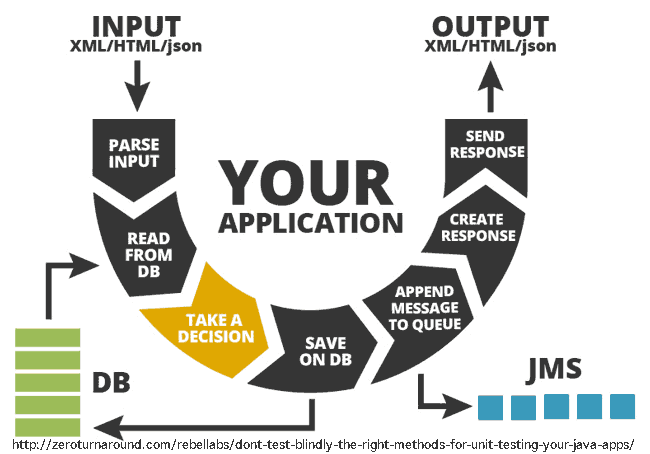 INPUT
XML/HTML/json
OUTPUT
XML/HTML/json
PARSE
INPUT
READ
FROM
DB
TAKE A
DECISION
SAVE
ON DB
APPEND
MESSAGE
TO QUEUE
CREATE
RESPONSE
SEND
RESPONSE
YOUR
APPLICATION
DB
JMS
http://zeroturnaround.com/rebellabs/dont-test-blindly-the-right-methods-for-unit-testing-your-java-apps/